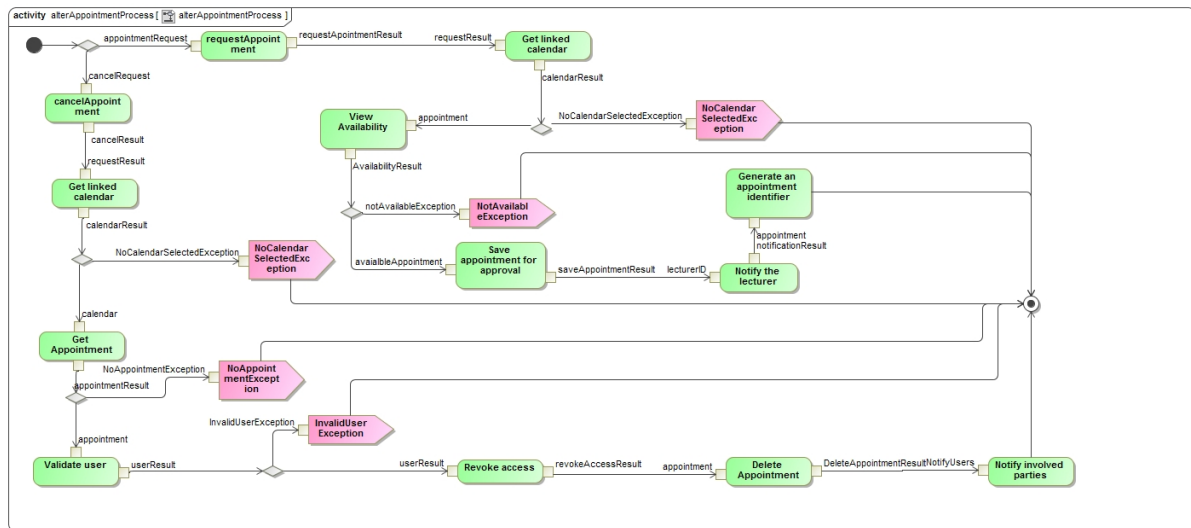 activity alterAppointmentProcess [ alterAppointmentProcess ]
appointmentRequest
requestAppoint
ment
requestApointmentResult
requestResult
Get linked
calendar
calendarResult
cancelRequest
cancelAppoint
ment
cancelResult
requestResult
Get linked
calendar
calendarResult
View
Availability
appointment
NoCalendarSelectedException
NoCalendar
SelectedExc
eption
AvailabilityResult
notAvailableException
NotAvailabl
eException
Generate an
appointment
identifier
appointment
notificationResult
NoCalendarSelectedException
NoCalendar
SelectedExc
eption
avaialbleAppointment
Save
appointment for
approval
saveAppointmentResult
lecturerID
Notify the
lecturer
calendar
Get
Appointment
NoAppointmentException
NoAppoint
mentExcept
ion
appointmentResult
appointment
InvalidUserException
InvalidUser
Exception
Validate user
userResult
userResult
Revoke access
revokeAccessResult
appointment
Delete
Appointment
DeleteAppointmentResult
NotifyUsers
Notify involved
parties